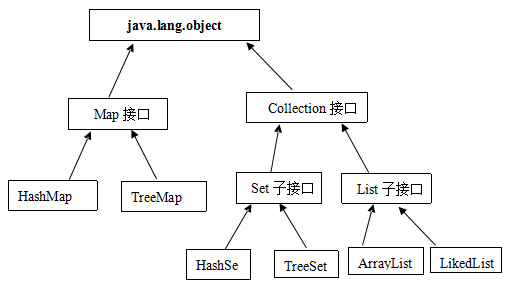 java.lang.object
Map 接口
Collection 接口
HashMap
TreeMap
Set 子接口
List 子接口
HashSe
TreeSet
ArrayList
LikedList